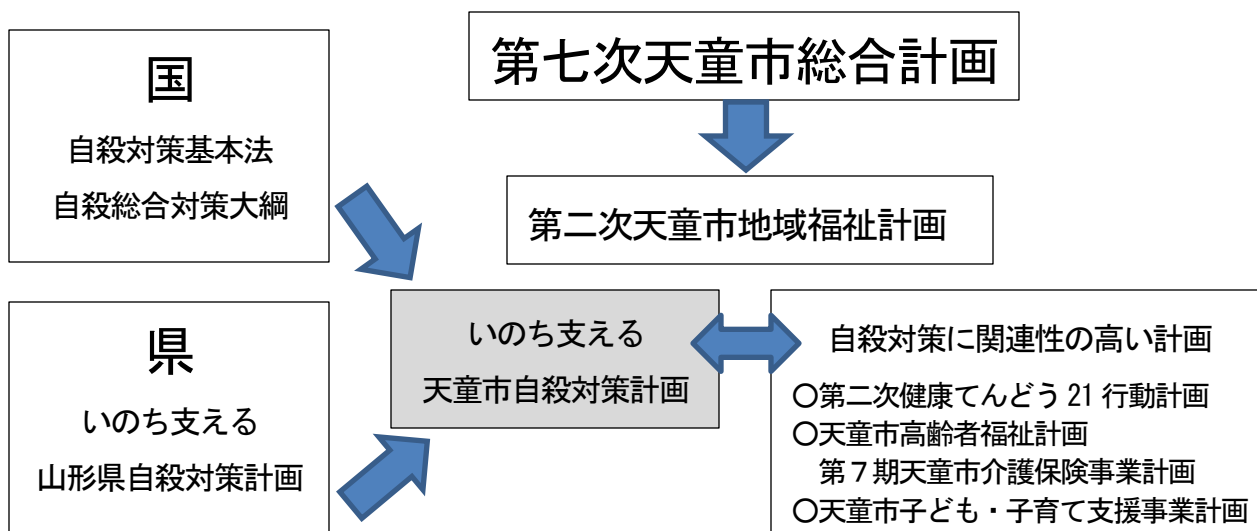 国
自殺対策基本法
自殺総合対策大綱
第七次天童市総合計画
第二次天童市地域福祉計画
県
いのち支える
山形県自殺対策計画
いのち支える
天童市自殺対策計画
自殺対策に関連性の高い計画
○第二次健康てんどう 21 行動計画
○天童市高齢者福祉計画
第7期天童市介護保険事業計画
○天童市子ども・子育て支援事業計画